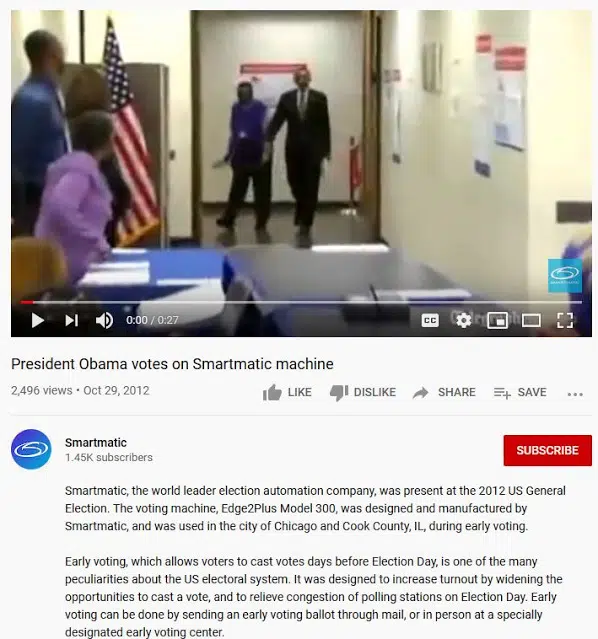 0:00 / 0:27
CC
President Obama votes on Smartmatic machine
2,496 views • Oct 29, 2012
LIKE
DISLIKE
SHARE
SAVE
Smartmatic
1.45K subscribers
SUBSCRIBE
Smartmatic, the world leader election automation company, was present at the 2012 US General
Election. The voting machine, Edge2Plus Model 300, was designed and manufactured by
Smartmatic, and was used in the city of Chicago and Cook County, IL, during early voting.
Early voting, which allows voters to cast votes days before Election Day, is one of the many
peculiarities about the US electoral system. It was designed to increase turnout by widening the
opportunities to cast a vote, and to relieve congestion of polling stations on Election Day. Early
voting can be done by sending an early voting ballot through mail, or in person at a specially
designated early voting center.